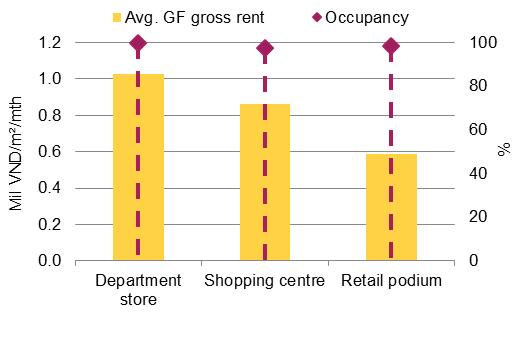 Avg. GF gross rent Occupancy
1.2 100
1.0 80
0.8 60
0.6 40
0.4 20
0.2 0
0.0
Mil VND/m²/mth
%
Department store Shopping centre Retail podium